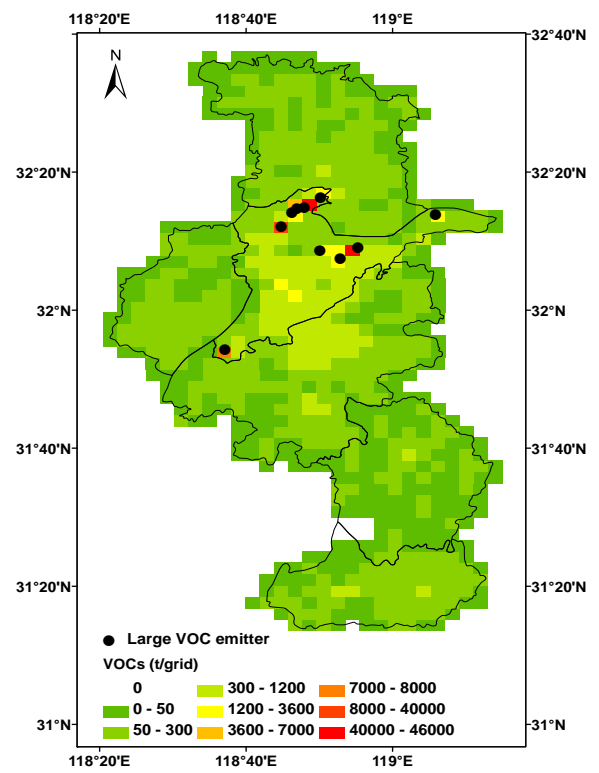 118°20'E 118°40'E 119°E
N
32°40'N
32°20'N 32°20'N
32°N 32°N
31°40'N 31°40'N
31°20'N 31°20'N
Large VOC emitter
VOCs (t/grid)
0 300 - 1200 7000 - 8000
0 - 50 1200 - 3600 8000 - 40000
50 - 300 3600 - 7000 40000 - 46000
31°N 31°N
118°20'E 118°40'E 119°E